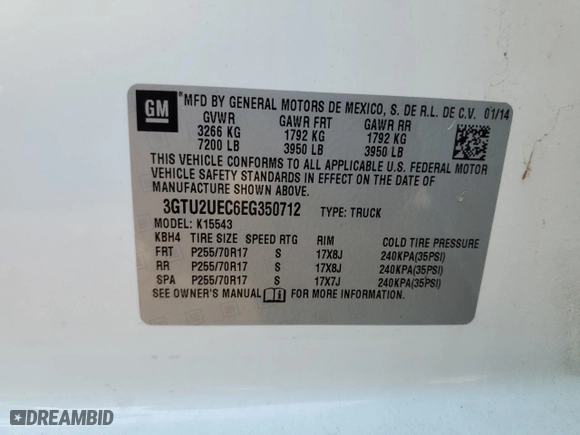 GM
®MFD BY GENERAL MOTORS DE MEXICO, S. DE R.L. DE C.V. 01/14
GVWR GAWR FRT GAWR RR
3266 KG 1792 KG 1792 KG
7200 LB 3950 LB 3950 LB
THIS VEHICLE CONFORMS TO ALL APPLICABLE U.S. FEDERAL MOTOR
VEHICLE SAFETY STANDARDS IN EFFECT ON THE DATE OF
MANUFACTURE SHOWN ABOVE.
3GTU2UEC6EG350712 TYPE: TRUCK
MODEL: K15543
KBH4 TIRE SIZE SPEED RTG RIM COLD TIRE PRESSURE
FRT P255/70R17 S 17X8J 240KPA(35PSI)
RR P255/70R17 S 17X8J 240KPA(35PSI)
SPA P255/70R17 S 17X7J 240KPA(35PSI)
SEE OWNER'S MANUAL FOR MORE INFORMATION.
DREAMBID